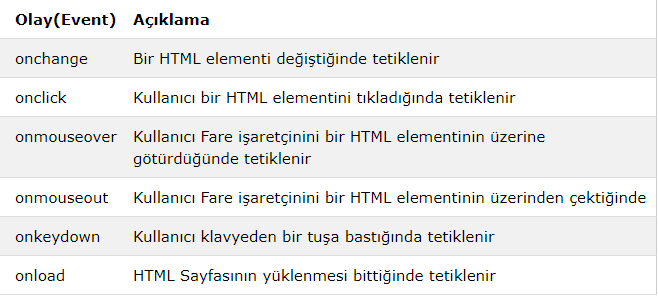 Olay(Event) Açıklama
onchange Bir HTML elementi değiştiğinde tetiklenir
onclick Kullanıcı bir HTML elementini tıkladığında tetiklenir
onmouseover Kullanıcı Fare işaretçinini bir HTML elementinin üzerine
götürdüğünde tetiklenir
onmouseout Kullanıcı Fare işaretçinini bir HTML elementinin üzerinden çektiğinde
onkeydown Kullanıcı klavyeden bir tuşa bastığında tetiklenir
onload HTML Sayfasının yüklenmesi bittiğinde tetiklenir